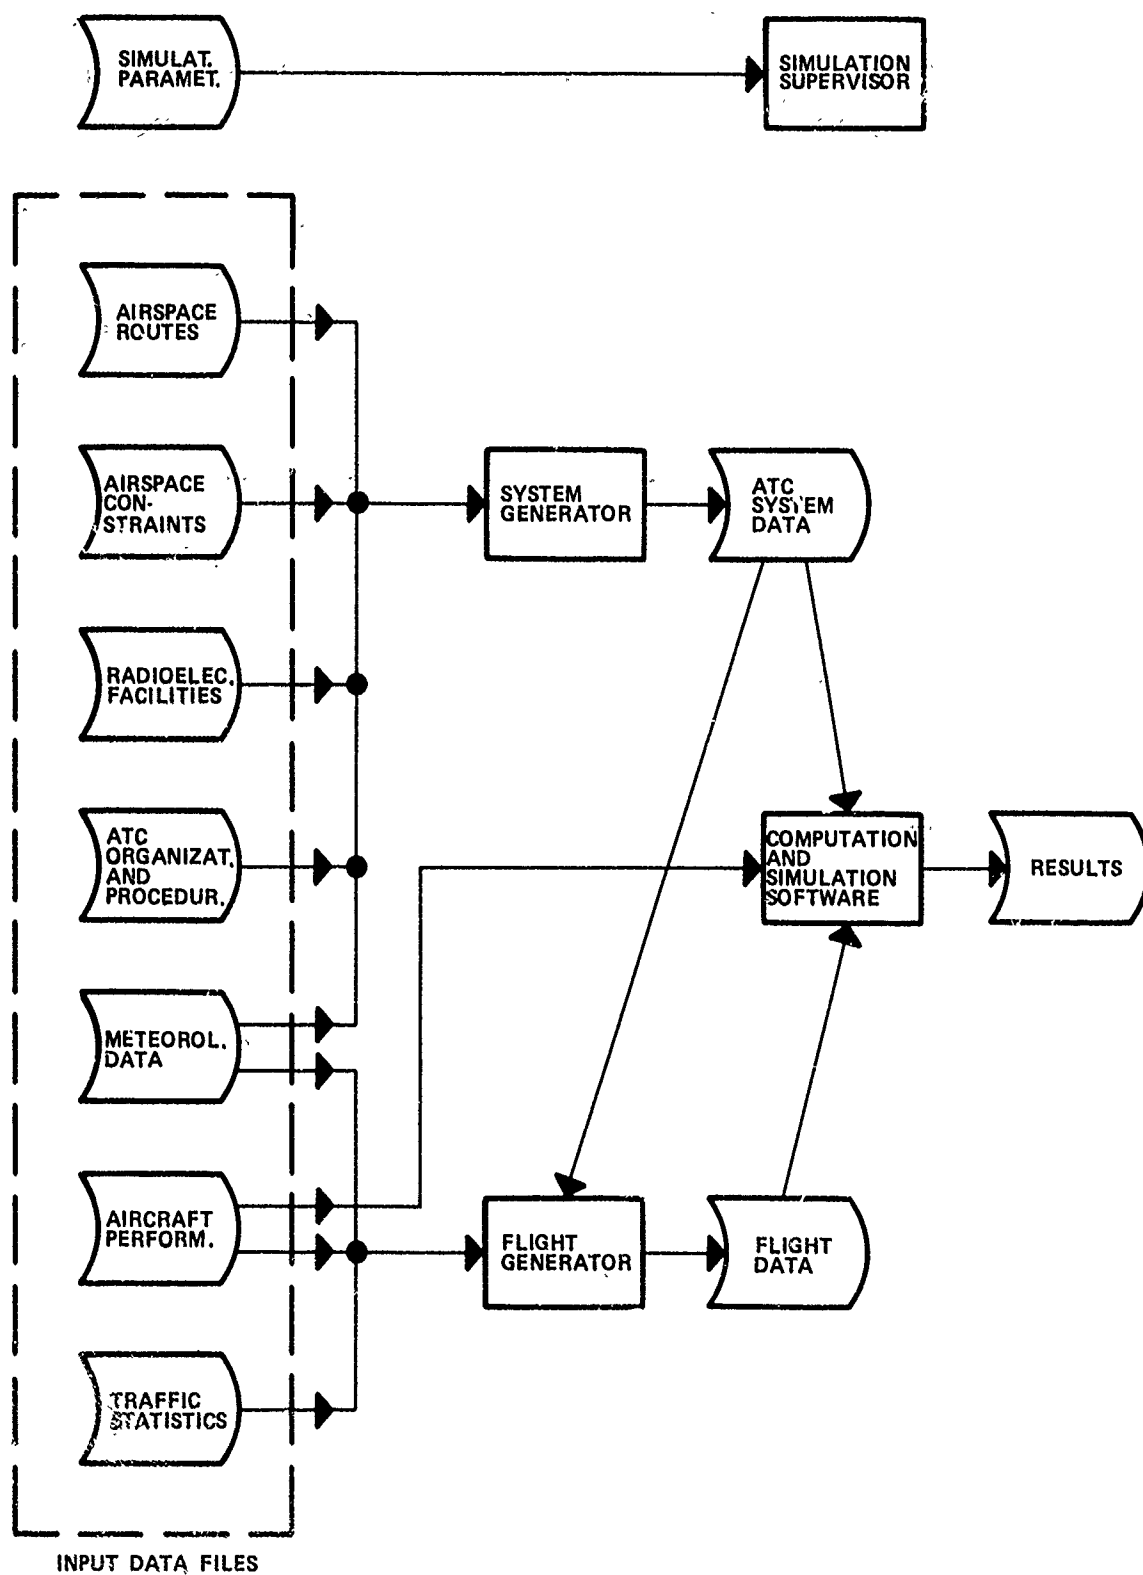 SIMULAT.
PARAMET.
SIMULATION
SUPERVISOR
AIRSPACE
ROUTES
AIRSPACE
CON-
STRAINTS
SYSTEM
GENERATOR
ATC
SYSTEM
DATA
RADIOELEC.
FACILITIES
ATC
ORGANIZAT.
AND
PROCEDUR.
COMPUTATION
AND
SIMULATION
SOFTWARE
RESULTS
METEOROL.
DATA
AIRCRAFT
PERFORM.
FLIGHT
GENERATOR
FLIGHT
DATA
TRAFFIC
STATISTICS
INPUT DATA FILES